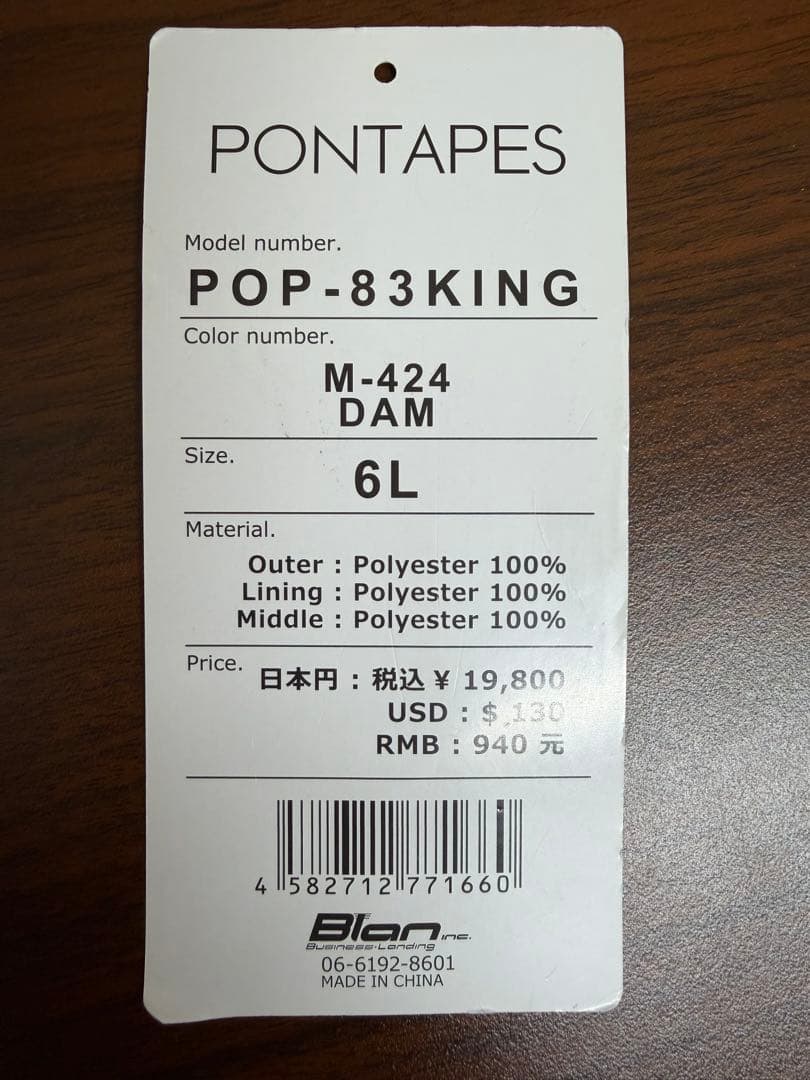 PONTAPES
Model number.
POP-83KING
Color number.
M-424
DAM
Size.
6L
Material.
Outer : Polyester 100%
Lining : Polyester 100%
Middle : Polyester 100%
Price.
日本円 : 税込 ¥ 19,800
USD : $ 130
RMB : 940 元
4 582712 771660
BTan inc.
Business-Landing
06-6192-8601
MADE IN CHINA